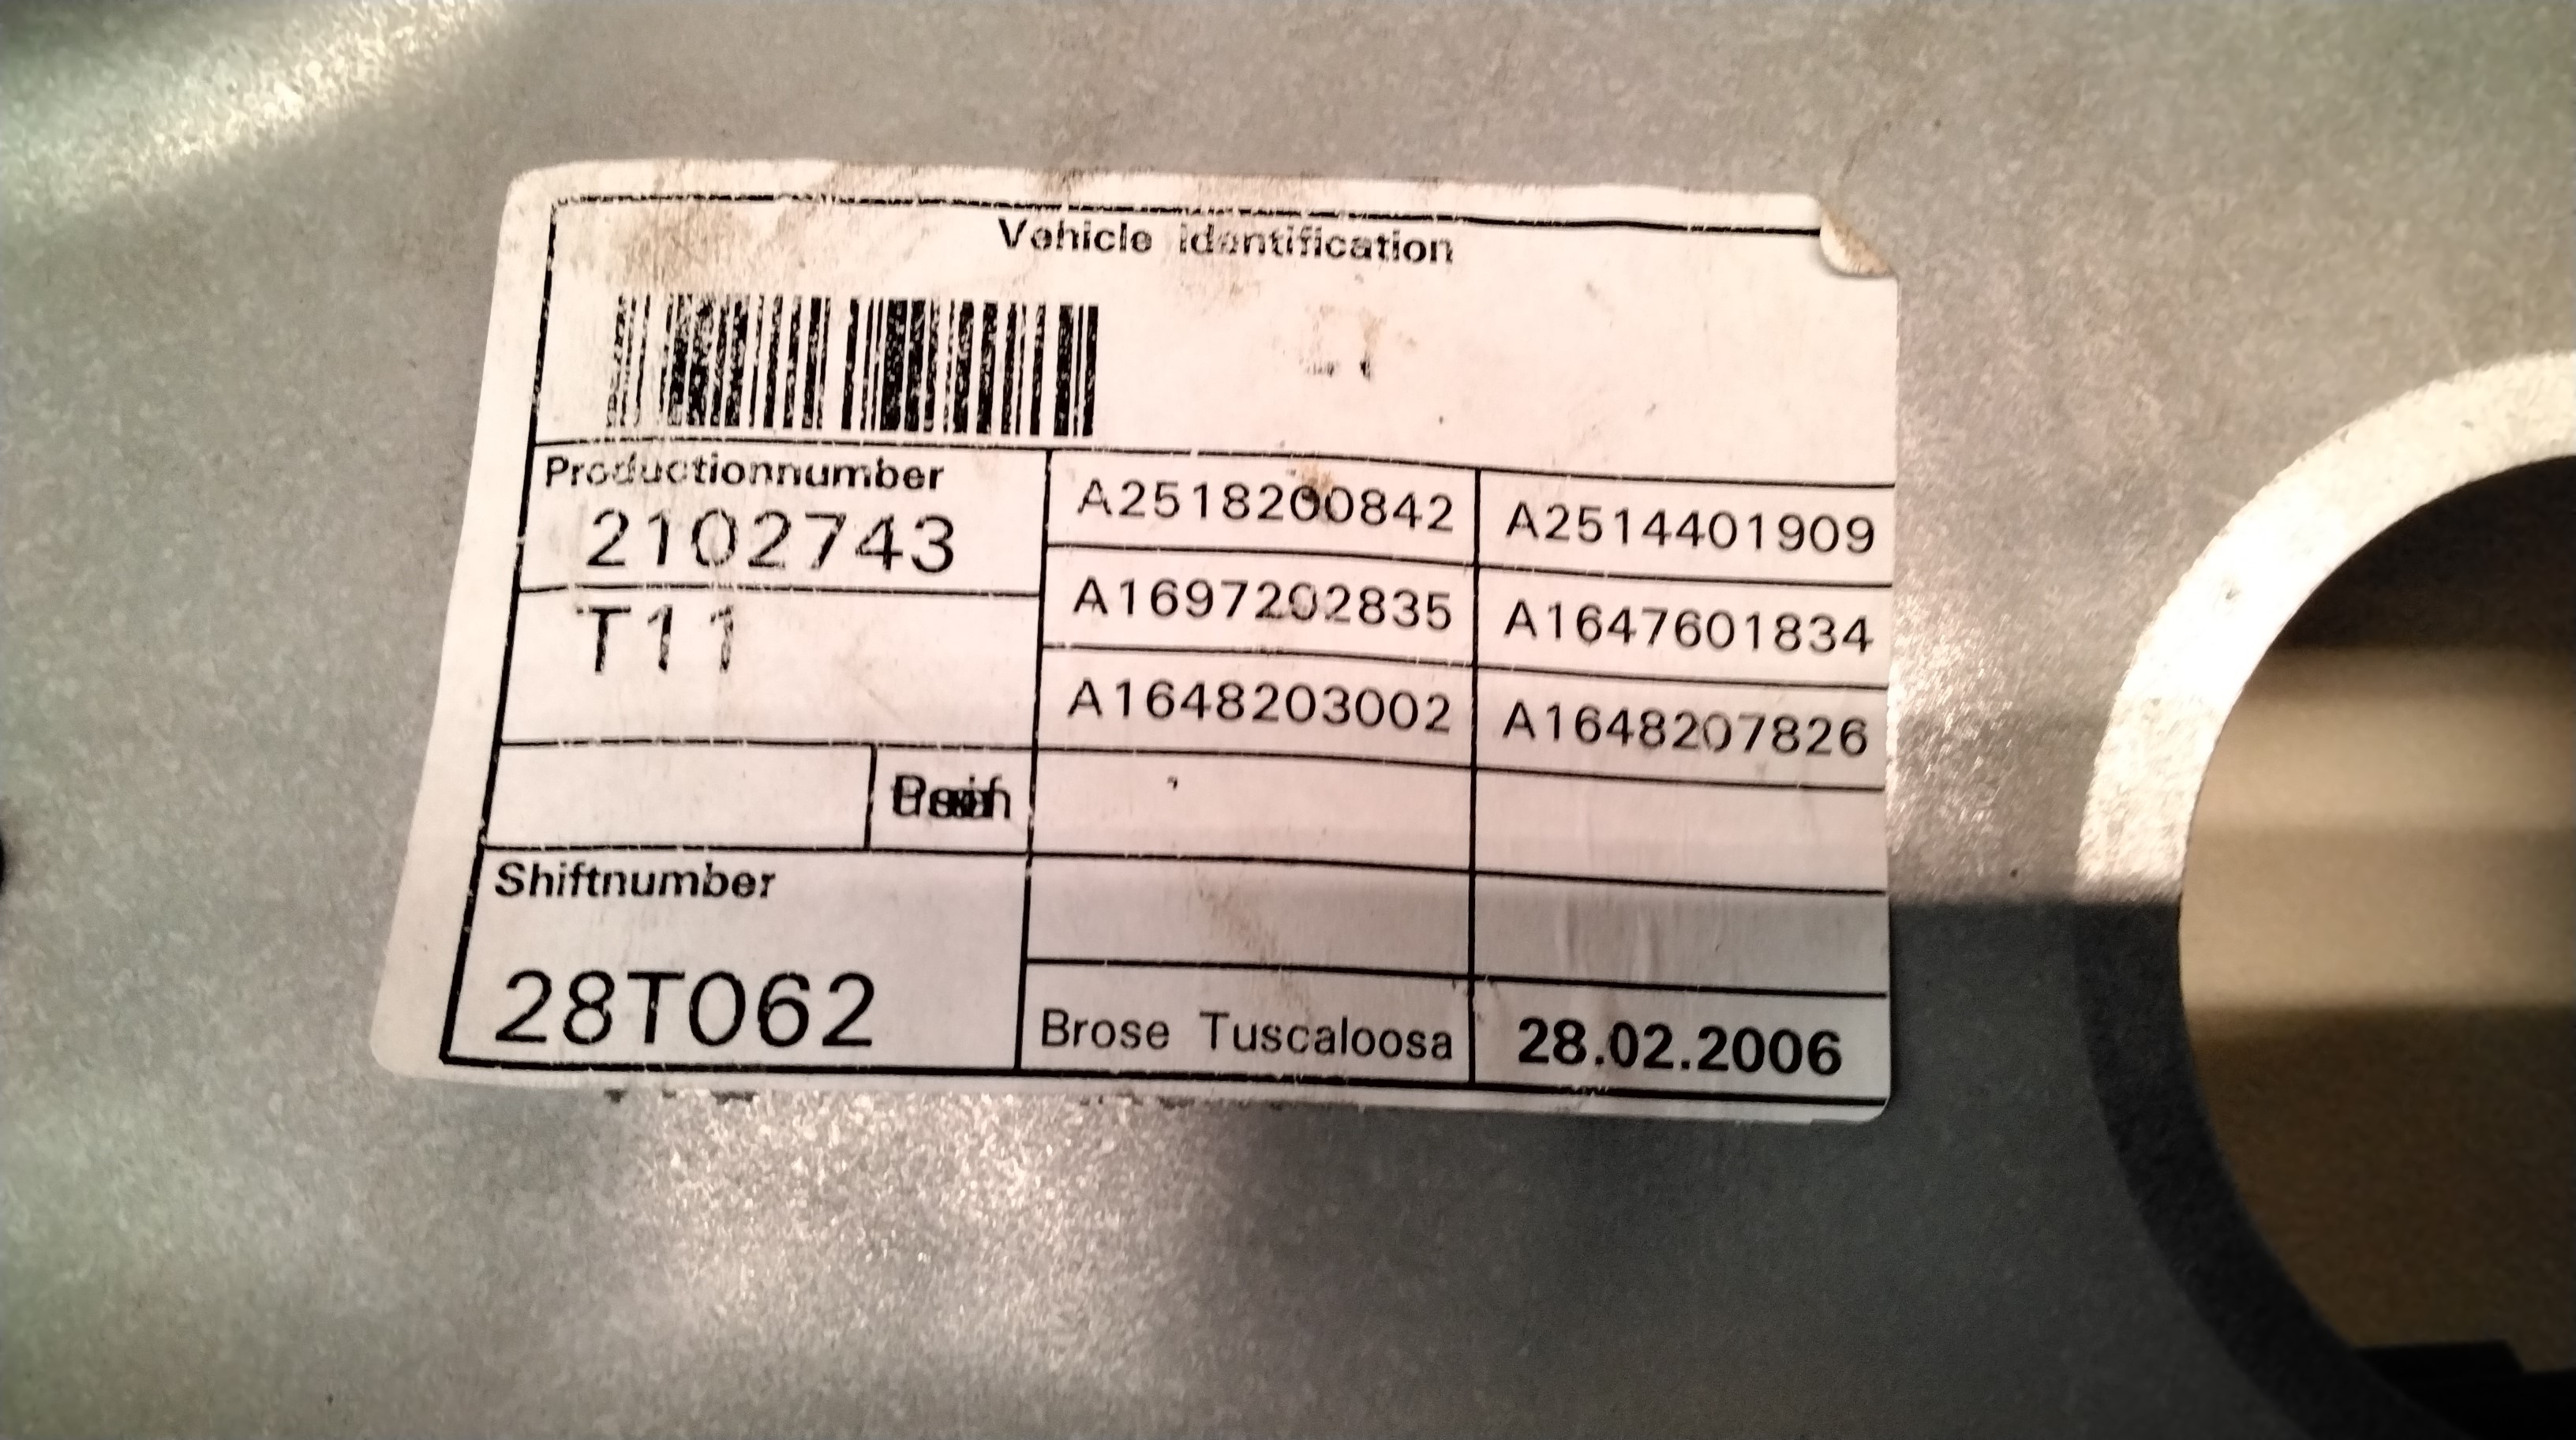 Vehicle identification
Productionnumber
2102743
T11
A2518200842 A2514401909
A1697202835 A1647601834
A1648203002 A1648207826
Shiftnumber
28T062
Brose Tuscaloosa 28.02.2006